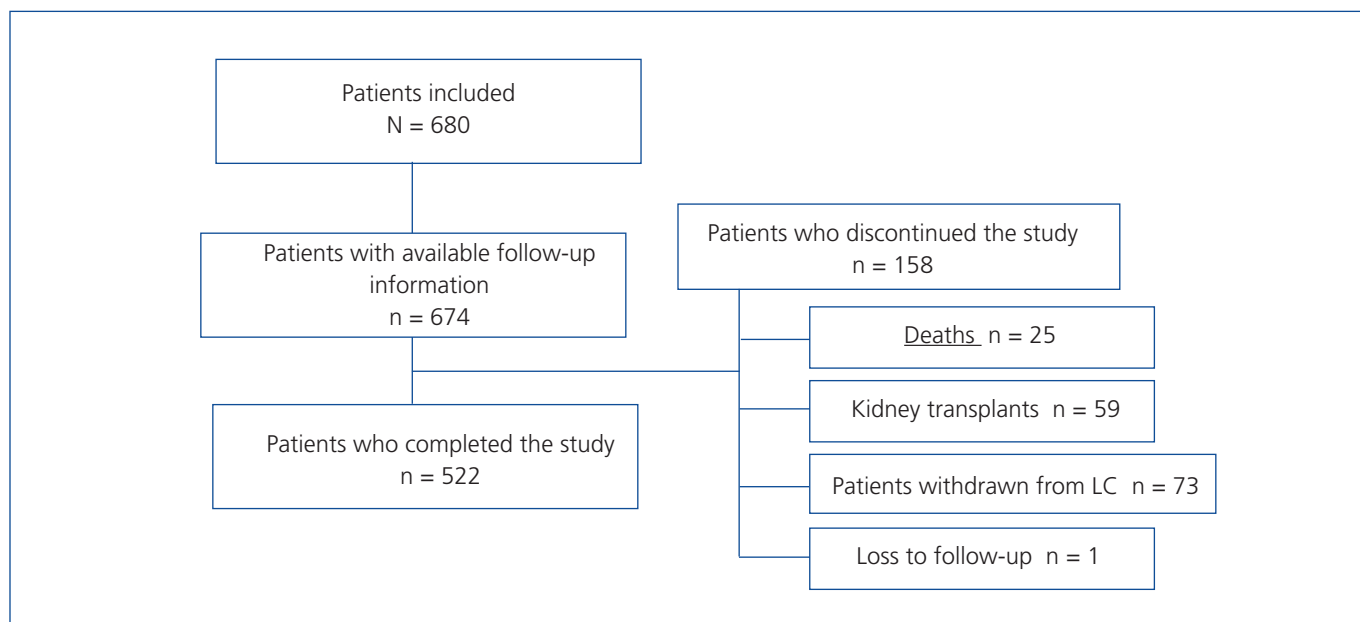 Patients included
N = 680
Patients with available follow-up
information
n = 674
Patients who discontinued the study
n = 158
Deaths n = 25
Kidney transplants n = 59
Patients who completed the study
n = 522
Patients withdrawn from LC n = 73
Loss to follow-up n = 1